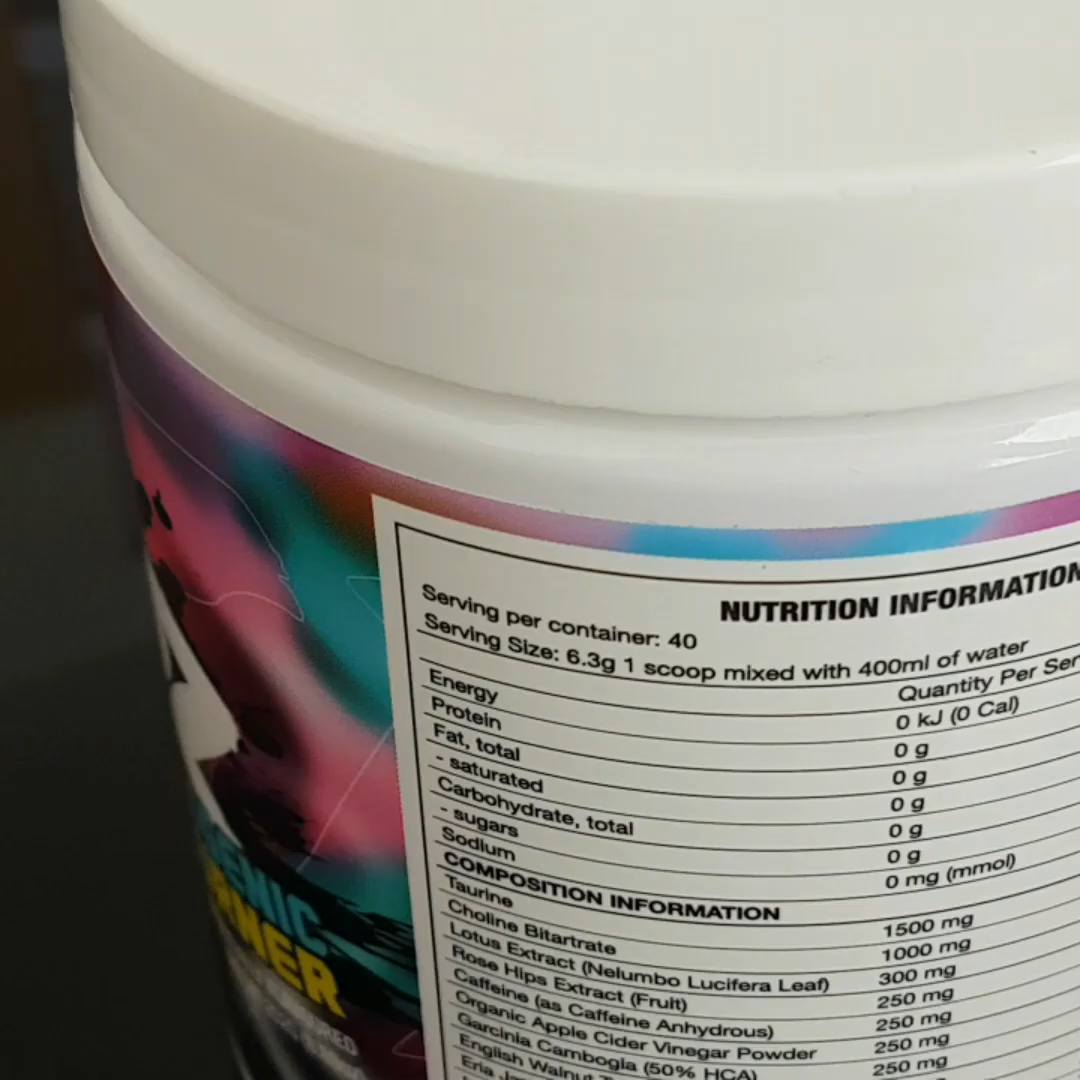 NUTRITION INFORMATION
Serving per container: 40
Serving Size: 6.3g 1 scoop mixed with 400ml of water
Quantity Per
Energy 0 kJ (0 Cal)
Protein 0 g
Fat, total 0 g
- saturated 0 g
Carbohydrate, total 0 g
- sugars 0 g
Sodium 0 mg (mmol)
COMPOSITION INFORMATION
Taurine 1500 mg
Choline Bitartrate 1000 mg
Lotus Extract (Nelumbo Lucifera Leaf) 300 mg
Rose Hips Extract (Fruit) 250 mg
Caffeine (as Caffeine Anhydrous) 250 mg
Organic Apple Cider Vinegar Powder 250 mg
Garcinia Cambogia (50% HCA) 250 mg
English Walnut
Eria